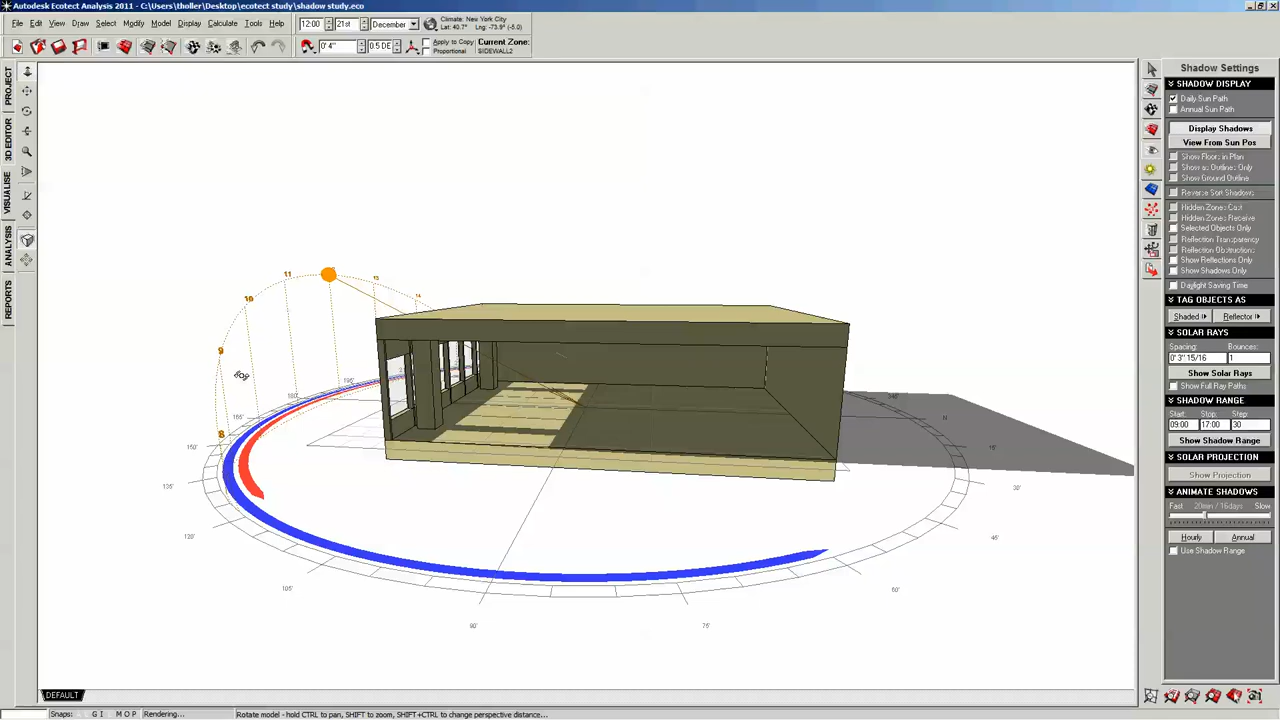 Autodesk Ecotect Analysis 2011 - C:\Users\tholler\Desktop\ecotect study\shadow study.eco
File Edit View Draw Select Modify Model Display Calculate Tools Help
12:00 21st December Climate: New York City
Lat: 40.7° Lng: -73.9° (-5.0)
0' 4" 0.5 DE Apply to Copy
Proportional
Current Zone:
SIDEWALL2
PROJECT
3D EDITOR
VISUALISE
ANALYSIS
REPORTS
11
10
9
8
13
14
195°
180°
165°
150°
135°
120°
105°
90°
75°
60°
45°
30°
15°
N
Shadow Settings
SHADOW DISPLAY
Daily Sun Path
Annual Sun Path
Display Shadows
View From Sun Pos
Show Floors in Plan
Show as Outlines Only
Show Ground Outline
Reverse Sort Shadows
Hidden Zones Cast
Hidden Zones Receive
Selected Objects Only
Reflection Transparency
Reflection Obstructions
Show Reflections Only
Show Shadows Only
Daylight Saving Time
TAG OBJECTS AS
Shaded Reflector
SOLAR RAYS
Spacing: Bounces:
0' 3" 15/16 1
Show Solar Rays
Show Full Ray Paths
SHADOW RANGE
Start: Stop: Step:
09:00 17:00 30
Show Shadow Range
SOLAR PROJECTION
Show Projection
ANIMATE SHADOWS
Fast 20min / 16days Slow
Hourly Annual
Use Shadow Range
DEFAULT
Snaps: G I M O P Rendering... Rotate model - hold CTRL to pan, SHIFT to zoom, SHIFT+CTRL to change perspective distance...